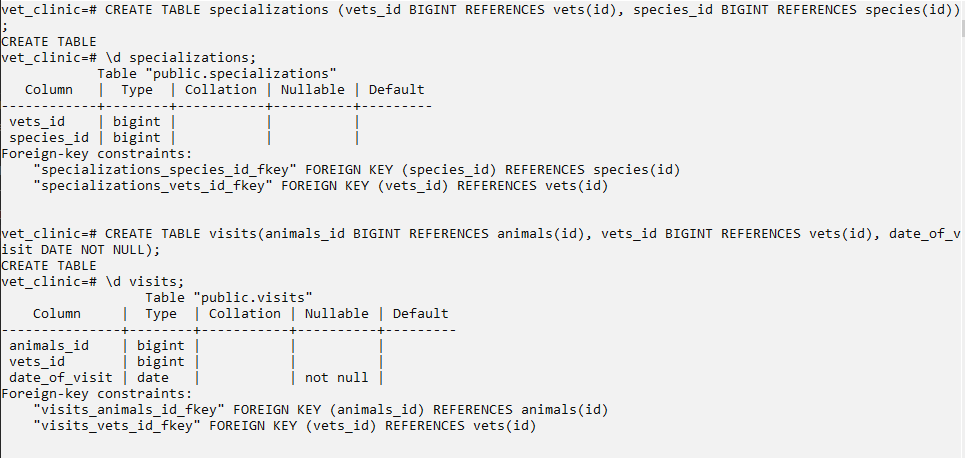 vet_clinic=# CREATE TABLE specializations (vets_id BIGINT REFERENCES vets(id), species_id BIGINT REFERENCES species(id))
;
CREATE TABLE
vet_clinic=# \d specializations;
            Table "public.specializations"
   Column   |  Type  | Collation | Nullable | Default
------------+--------+-----------+----------+---------
 vets_id    | bigint |           |          |
 species_id | bigint |           |          |
Foreign-key constraints:
    "specializations_species_id_fkey" FOREIGN KEY (species_id) REFERENCES species(id)
    "specializations_vets_id_fkey" FOREIGN KEY (vets_id) REFERENCES vets(id)
vet_clinic=# CREATE TABLE visits(animals_id BIGINT REFERENCES animals(id), vets_id BIGINT REFERENCES vets(id), date_of_v
isit DATE NOT NULL);
CREATE TABLE
vet_clinic=# \d visits;
                  Table "public.visits"
    Column     |  Type  | Collation | Nullable | Default
---------------+--------+-----------+----------+---------
 animals_id    | bigint |           |          |
 vets_id       | bigint |           |          |
 date_of_visit | date   |           | not null |
Foreign-key constraints:
    "visits_animals_id_fkey" FOREIGN KEY (animals_id) REFERENCES animals(id)
    "visits_vets_id_fkey" FOREIGN KEY (vets_id) REFERENCES vets(id)